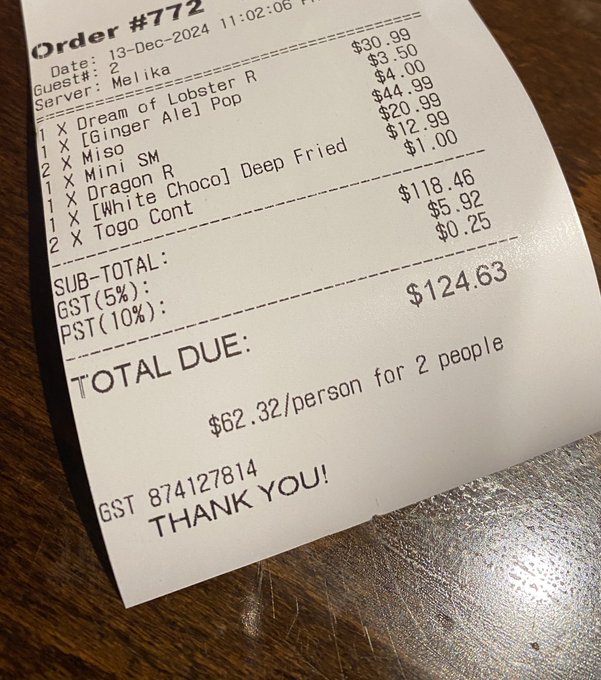 Order #772
Date: 13-Dec-2024 11:02:06
Guest#: 2
Server: Melika
1 X Dream of Lobster R $30.99
1 X [Ginger Ale] Pop $3.50
2 X Miso $4.00
1 X Mini SM $44.99
1 X Dragon R $20.99
1 X [White Choco] Deep Fried $12.99
2 X Togo Cont $1.00
SUB-TOTAL: $118.46
GST(5%): $5.92
PST(10%): $0.25
TOTAL DUE: $124.63
$62.32/person for 2 people
GST 874127814
THANK YOU!